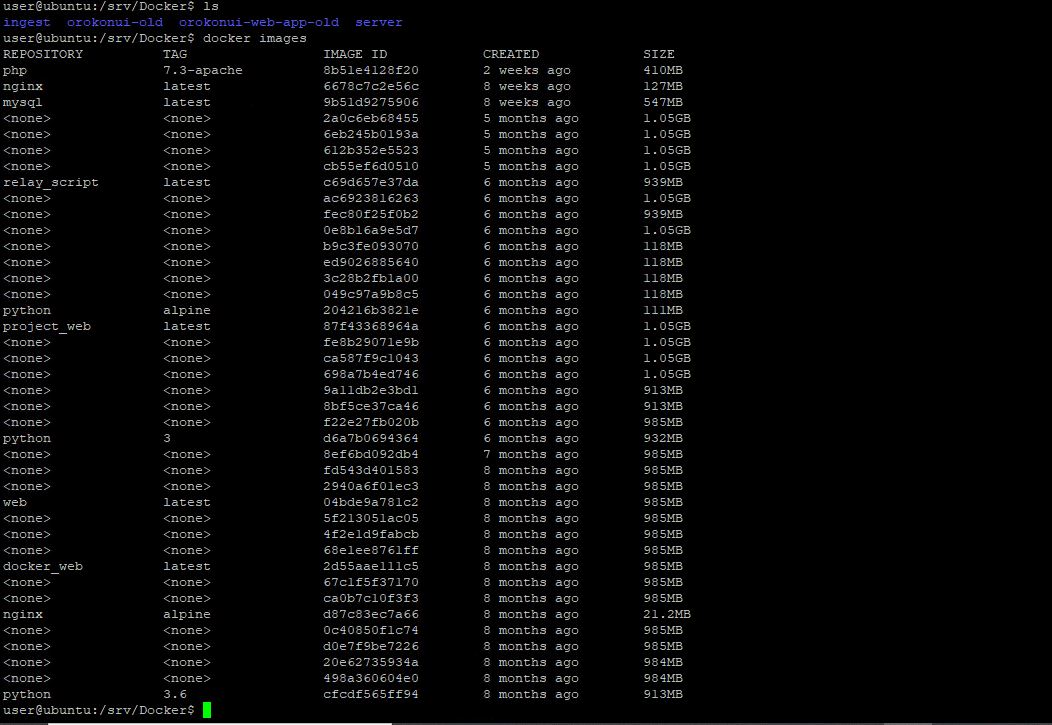 user@ubuntu:/srv/Docker$ ls
ingest  orokonui-old  orokonui-web-app-old  server
user@ubuntu:/srv/Docker$ docker images
REPOSITORY          TAG                 IMAGE ID            CREATED             SIZE
php                 7.3-apache          8b51e4128f20        2 weeks ago         410MB
nginx               latest              6678c7c2e56c        8 weeks ago         127MB
mysql               latest              9b51d9275906        8 weeks ago         547MB
<none>              <none>              2a0c6eb68455        5 months ago        1.05GB
<none>              <none>              6eb245b0193a        5 months ago        1.05GB
<none>              <none>              612b352e5523        5 months ago        1.05GB
<none>              <none>              cb55ef6d0510        5 months ago        1.05GB
relay_script        latest              c69d657e37da        6 months ago        939MB
<none>              <none>              ac6923816263        6 months ago        1.05GB
<none>              <none>              fec80f25f0b2        6 months ago        939MB
<none>              <none>              0e8b16a9e5d7        6 months ago        1.05GB
<none>              <none>              b9c3fe093070        6 months ago        118MB
<none>              <none>              ed9026885640        6 months ago        118MB
<none>              <none>              3c28b2fb1a00        6 months ago        118MB
<none>              <none>              049c97a9b8c5        6 months ago        118MB
python              alpine              204216b3821e        6 months ago        111MB
project_web         latest              87f43368964a        6 months ago        1.05GB
<none>              <none>              fe8b29071e9b        6 months ago        1.05GB
<none>              <none>              ca587f9c1043        6 months ago        1.05GB
<none>              <none>              698a7b4ed746        6 months ago        1.05GB
<none>              <none>              9a11db2e3bd1        6 months ago        913MB
<none>              <none>              8bf5ce37ca46        6 months ago        913MB
<none>              <none>              f22e27fb020b        6 months ago        985MB
python              3                   d6a7b0694364        6 months ago        932MB
<none>              <none>              8ef6bd092db4        7 months ago        985MB
<none>              <none>              fd543d401583        8 months ago        985MB
<none>              <none>              2940a6f01ec3        8 months ago        985MB
web                 latest              04bde9a781c2        8 months ago        985MB
<none>              <none>              5f213051ac05        8 months ago        985MB
<none>              <none>              4f2e1d9fabcb        8 months ago        985MB
<none>              <none>              68e1ee8761ff        8 months ago        985MB
docker_web          latest              2d55aae111c5        8 months ago        985MB
<none>              <none>              67c1f5f37170        8 months ago        985MB
<none>              <none>              ca0b7c10f3f3        8 months ago        985MB
nginx               alpine              d87c83ec7a66        8 months ago        21.2MB
<none>              <none>              0c40850f1c74        8 months ago        985MB
<none>              <none>              d0e7f9be7226        8 months ago        985MB
<none>              <none>              20e62735934a        8 months ago        984MB
<none>              <none>              498a360604e0        8 months ago        984MB
python              3.6                 cfcdf565ff94        8 months ago        913MB
user@ubuntu:/srv/Docker$